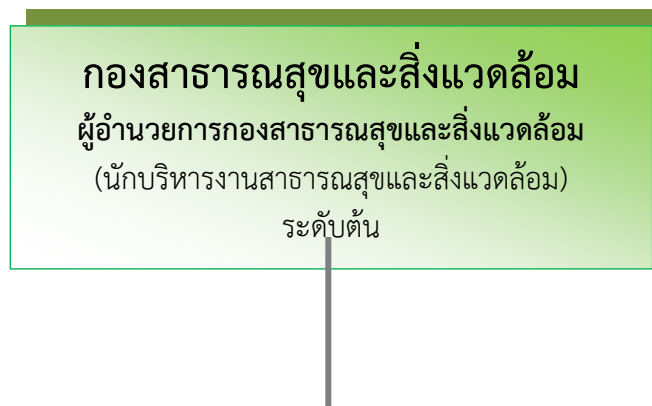 กองสาธารณสุขและสิ่งแวดล้อม
ผู้อำนวยการกองสาธารณสุขและสิ่งแวดล้อม
(นักบริหารงานสาธารณสุขและสิ่งแวดล้อม)
ระดับต้น